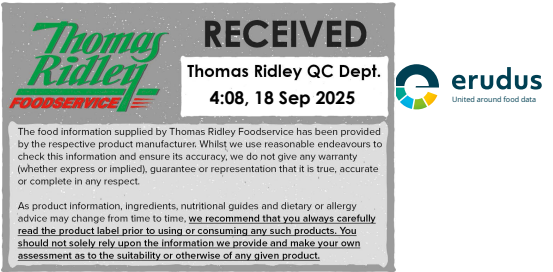 Thomas
Ridley
FOODSERVICE
RECEIVED
Thomas Ridley QC Dept.
4:08, 18 Sep 2025
erudus
United around food data
The food information supplied by Thomas Ridley Foodservice has been provided
by the respective product manufacturer. Whilst we use reasonable endeavours to
check this information and ensure its accuracy, we do not give any warranty
(whether express or implied), guarantee or representation that it is true, accurate
or complete in any respect.
As product information, ingredients, nutritional guides and dietary or allergy
advice may change from time to time, we recommend that you always carefully
read the product label prior to using or consuming any such products. You
should not solely rely upon the information we provide and make your own
assessment as to the suitability or otherwise of any given product.